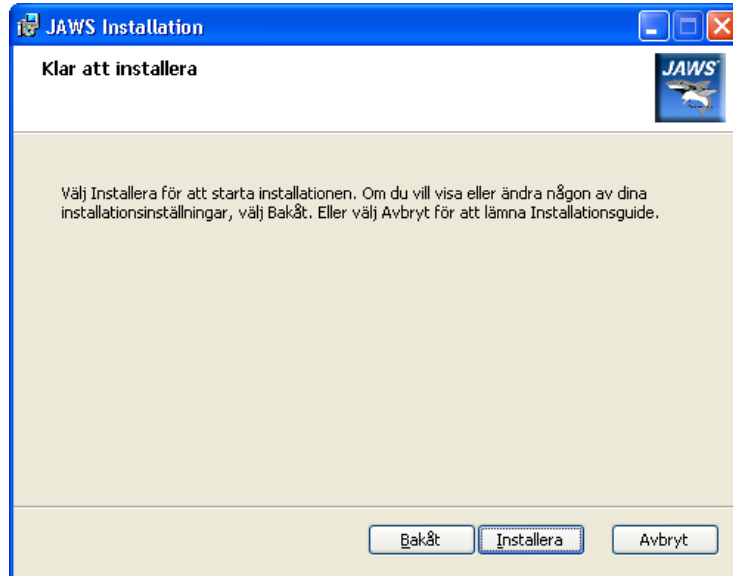 JAWS Installation
Klar att installera
JAWS
Välj Installera för att starta installationen. Om du vill visa eller ändra någon av dina
installationsinställningar, välj Bakåt. Eller välj Avbryt för att lämna Installationsguide.
Bakåt
Installera
Avbryt